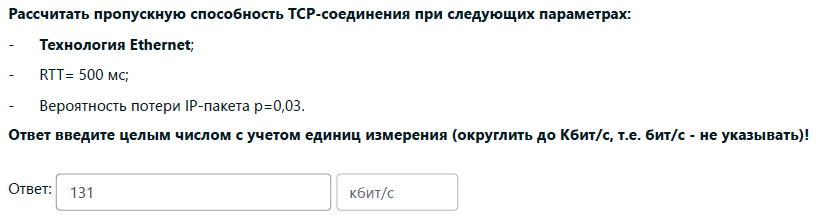 Рассчитать пропускную способность TCP-соединения при следующих параметрах:
- Технология Ethernet;
- RTT= 500 мс;
- Вероятность потери IP-пакета p=0,03.
Ответ введите целым числом с учетом единиц измерения (округлить до Кбит/с, т.е. бит/с - не указывать)!
Ответ: 131 кбит/с